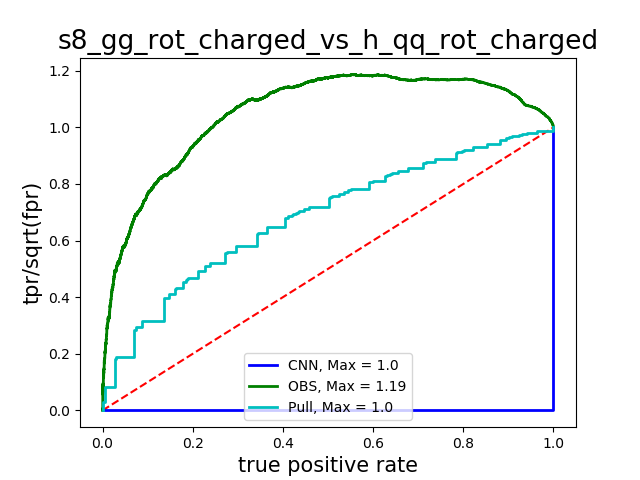 s8_gg_rot_charged_vs_h_qq_rot_charged
tpr/sqrt(fpr)
1.2
1.0
0.8
0.6
0.4
0.2
0.0
CNN, Max = 1.0
OBS, Max = 1.19
Pull, Max = 1.0
0.0 0.2 0.4 0.6 0.8 1.0
true positive rate